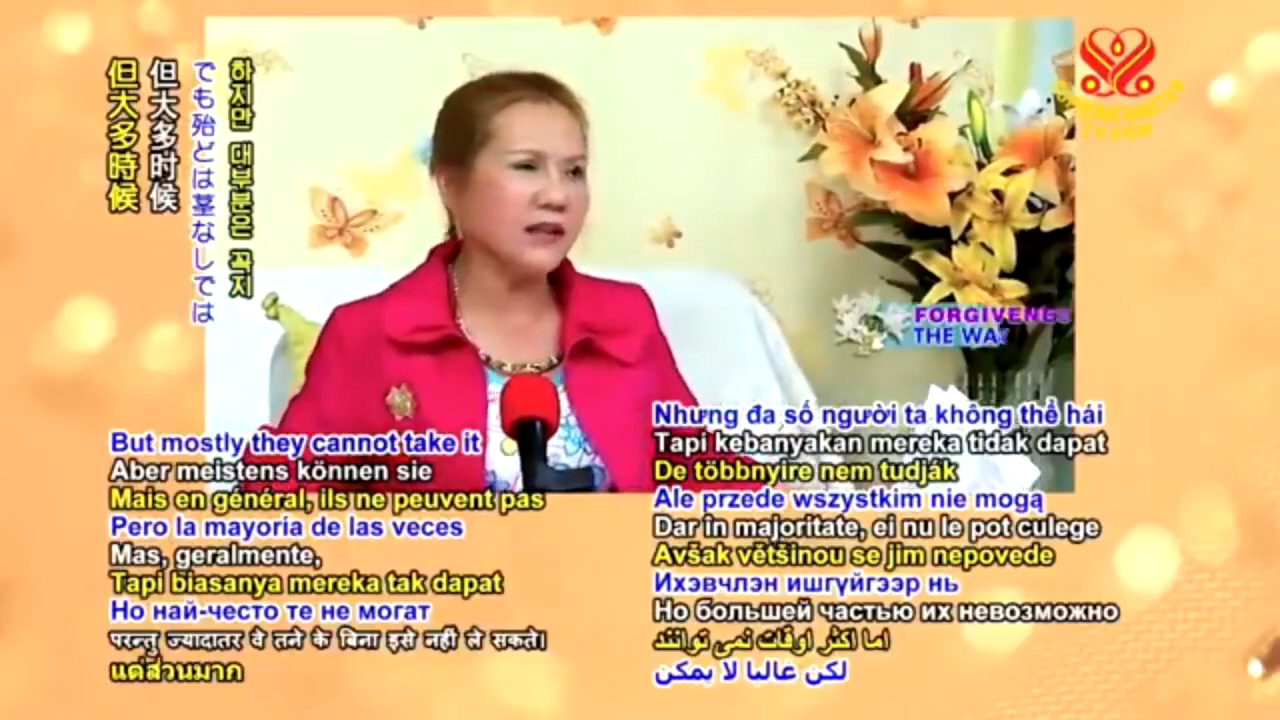 但大多時候
但大多时候
でも殆どは茎なしでは
하지만 대부분은 꼭지
SUPREME MASTER
TELEVISION
FORGIVENE
THE WAY
But mostly they cannot take it
Aber meistens können sie
Mais en général, ils ne peuvent pas
Pero la mayoría de las veces
Mas, geralmente,
Tapi biasanya mereka tak dapat
Но най-често те не могат
परन्तु ज्यादातर वे तने के बिना इसे नहीं ले सकते।
แต่ส่วนมาก
Nhưng đa số người ta không thể hái
Tapi kebanyakan mereka tidak dapat
De többnyire nem tudják
Ale przede wszystkim nie mogą
Dar în majoritate, ei nu le pot culege
Avšak většinou se jim nepovede
Ихэвчлэн ишгүйгээр нь
Но большей частью их невозможно
اما اکثر اوقات نمی توانند
لكن غالبا لا يمكن